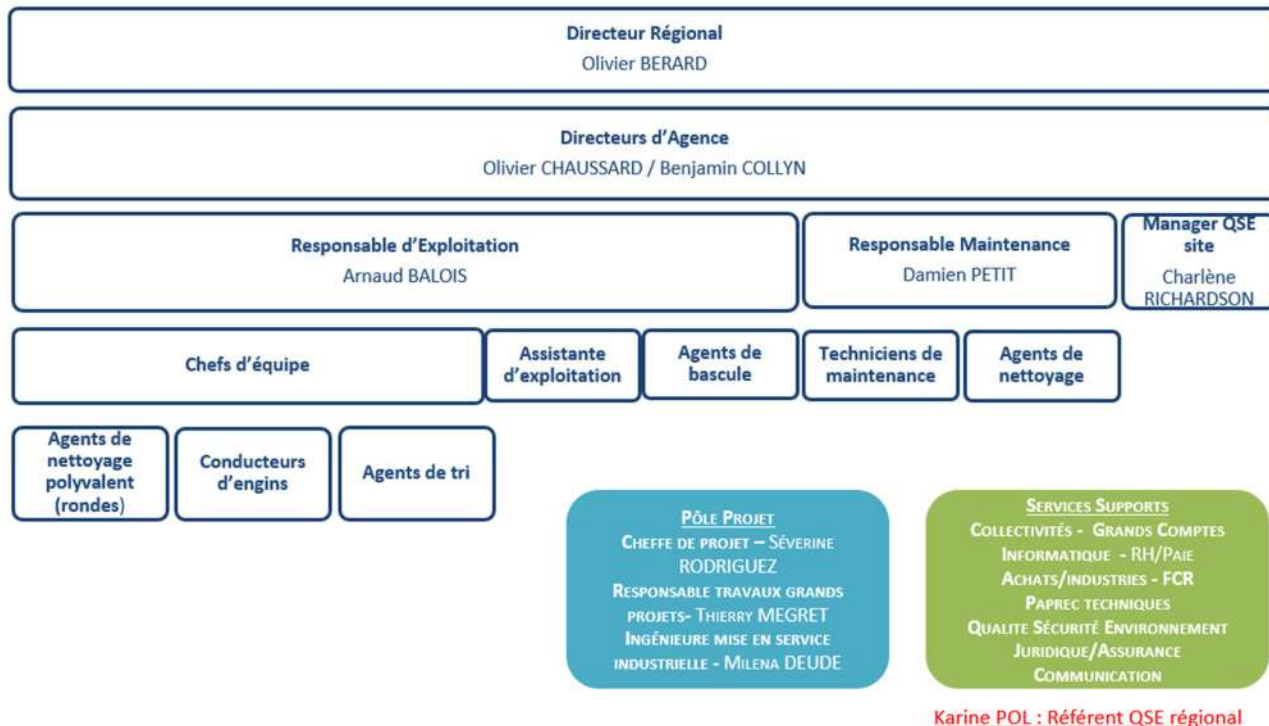 Directeur Régional
Olivier BERARD
Directeurs d'Agence
Olivier CHAUSSARD / Benjamin COLLYN
Responsable d'Exploitation
Arnaud BALOIS
Responsable Maintenance
Damien PETIT
Manager QSE
site
Charlène
RICHARDSON
Chefs d'équipe
Assistante
d'exploitation
Agents de
bascule
Techniciens de
maintenance
Agents de
nettoyage
Agents de
nettoyage
polyvalent
(rondes)
Conducteurs
d'engins
Agents de tri
PÔLE PROJET
CHEFFE DE PROJET – SÉVERINE
RODRIGUEZ
RESPONSABLE TRAVAUX GRANDS
PROJETS- THIERRY MEGRET
INGÉNIEURE MISE EN SERVICE
INDUSTRIELLE - MILENA DEUDE
SERVICES SUPPORTS
COLLECTIVITÉS - GRANDS COMPTES
INFORMATIQUE - RH/PAIE
ACHATS/INDUSTRIES - FCR
PAPREC TECHNIQUES
QUALITE SÉCURITÉ ENVIRONNEMENT
JURIDIQUE/ASSURANCE
COMMUNICATION
Karine POL : Référent QSE régional